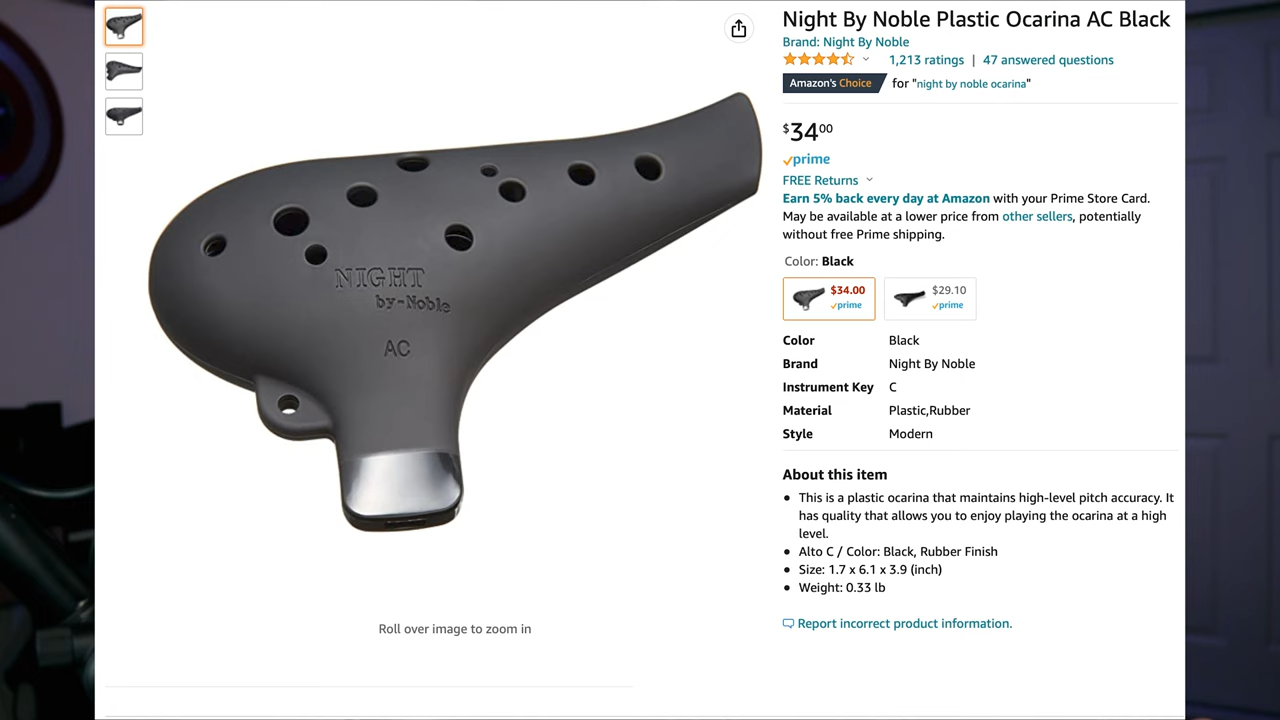 Night By Noble Plastic Ocarina AC Black
Brand: Night By Noble
1,213 ratings | 47 answered questions
Amazon's Choice for "night by noble ocarina"
$3400
prime
FREE Returns
Earn 5% back every day at Amazon with your Prime Store Card.
May be available at a lower price from other sellers, potentially
without free Prime shipping.
Color: Black
$34.00
prime
$29.10
prime
Color Black
Brand Night By Noble
Instrument Key C
Material Plastic,Rubber
Style Modern
About this item
This is a plastic ocarina that maintains high-level pitch accuracy. It
has quality that allows you to enjoy playing the ocarina at a high
level.
Alto C / Color: Black, Rubber Finish
Size: 1.7 x 6.1 x 3.9 (inch)
Weight: 0.33 lb
Report incorrect product information.
NIGHT
by-Noble
AC
Roll over image to zoom in